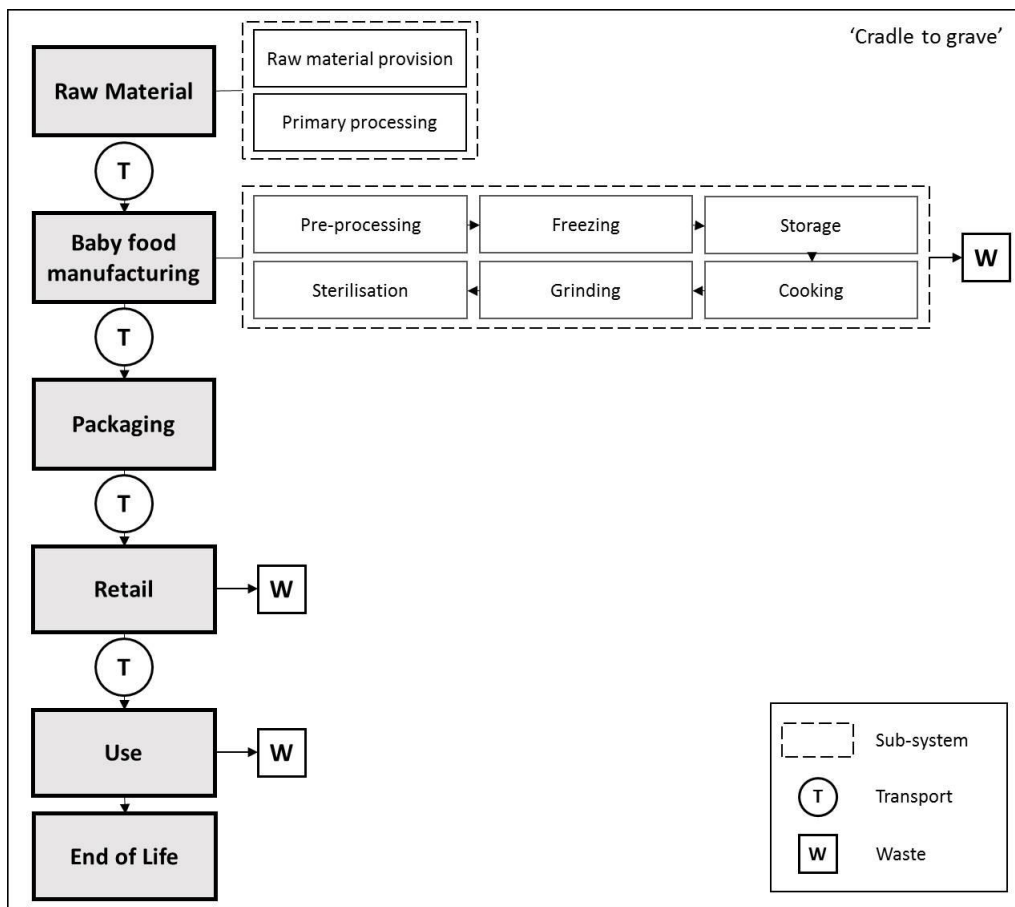 ‘Cradle to grave’
Raw Material
Raw material provision
Primary processing
T
Baby food
manufacturing
Pre-processing
Freezing
Storage
Sterilisation
Grinding
Cooking
W
T
Packaging
T
Retail
W
T
Use
W
End of Life
Sub-system
T
Transport
W
Waste